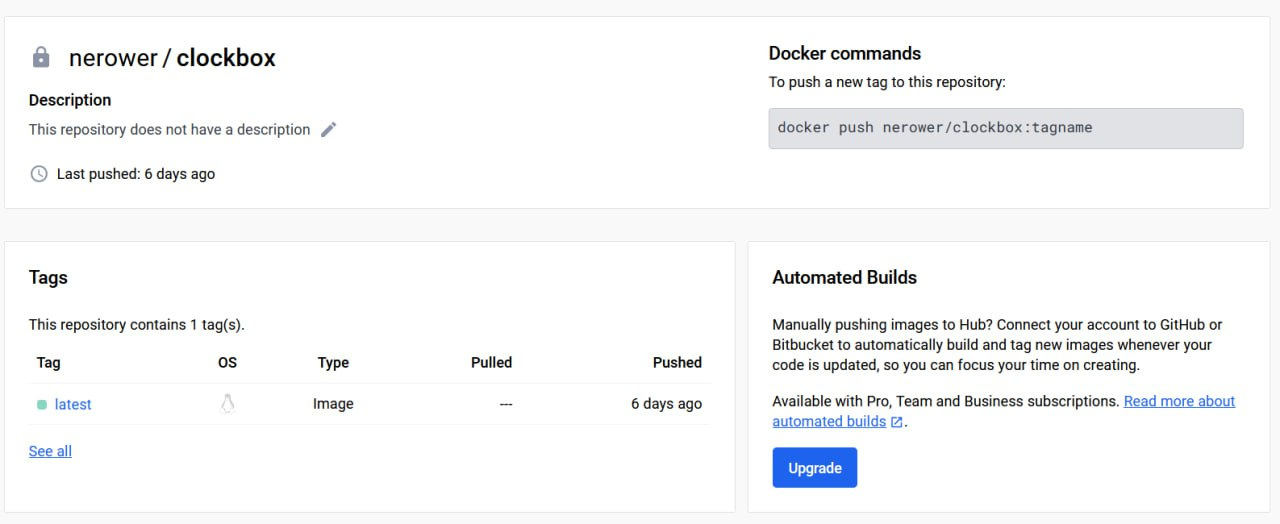 nerower / clockbox
Description
This repository does not have a description
Last pushed: 6 days ago
Docker commands
To push a new tag to this repository:
docker push nerower/clockbox:tagname
Tags
This repository contains 1 tag(s).
Tag OS Type Pulled Pushed
latest Image --- 6 days ago
See all
Automated Builds
Manually pushing images to Hub? Connect your account to GitHub or
Bitbucket to automatically build and tag new images whenever your
code is updated, so you can focus your time on creating.
Available with Pro, Team and Business subscriptions. Read more about
automated builds .
Upgrade